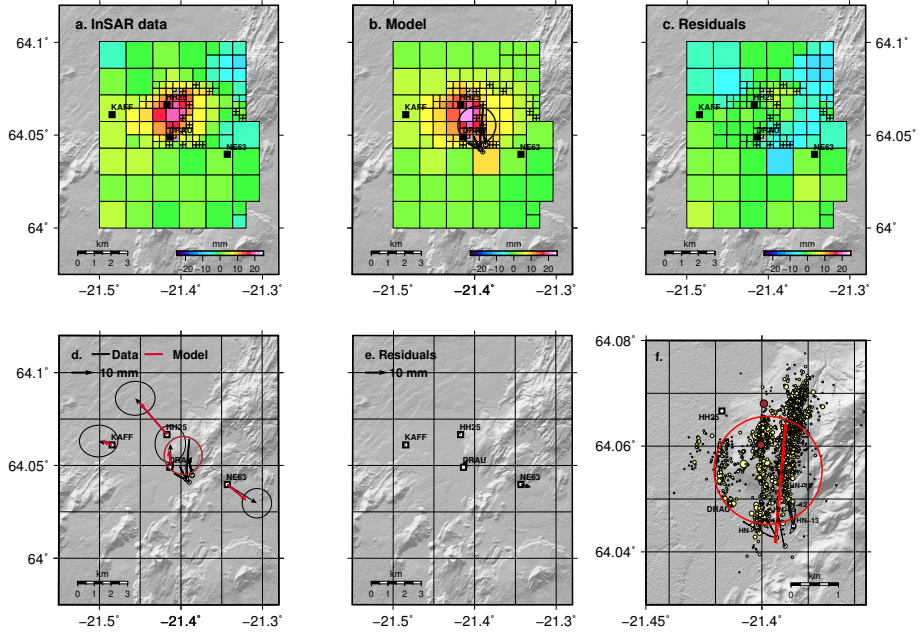 a. InSAR data
b. Model
c. Residuals
64.1˚
64.05˚
64˚
64.1˚
64.05˚
64˚
HH25
KAFF
DRAU
NE63
HH25
KAFF
DRAU
NE63
HH25
KAFF
DRAU
NE63
km
0 1 2 3
mm
−20 −10 0 10 20
km
0 1 2 3
mm
−20 −10 0 10 20
km
0 1 2 3
mm
−20 −10 0 10 20
−21.5˚ −21.4˚ −21.3˚
−21.5˚ −21.4˚ −21.3˚
−21.5˚ −21.4˚ −21.3˚
d. Data Model
10 mm
e. Residuals
10 mm
f.
64.1˚
64.05˚
64˚
64.08˚
64.06˚
64.04˚
HH25
KAFF
DRAU
NE63
HH25
KAFF
DRAU
NE63
HH25
DRAU
HN−13
km
0 1 2 3
km
0 1 2 3
km
0 1
−21.5˚ −21.4˚ −21.3˚
−21.5˚ −21.4˚ −21.3˚
−21.4˚